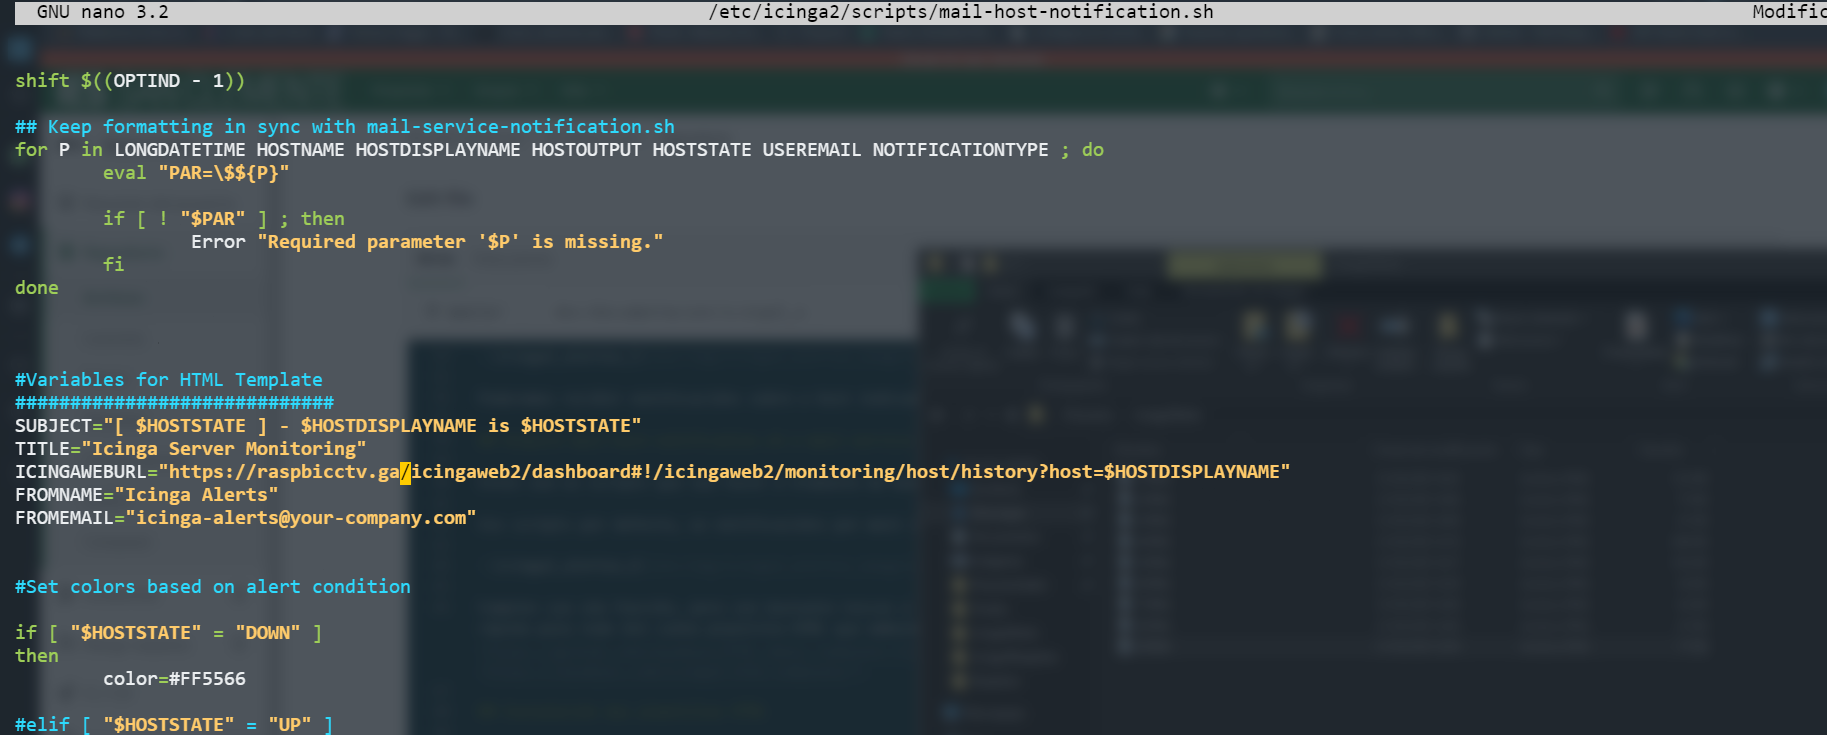 GNU nano 3.2 /etc/icinga2/scripts/mail-host-notification.sh Modific
shift $((OPTIND - 1))
## Keep formatting in sync with mail-service-notification.sh
for P in LONGDATETIME HOSTNAME HOSTDISPLAYNAME HOSTOUTPUT HOSTSTATE USEREMAIL NOTIFICATIONTYPE ; do
eval "PAR=\$${P}"
if [ ! "$PAR" ] ; then
Error "Required parameter '$P' is missing."
fi
done
#Variables for HTML Template
#############################
SUBJECT="[ $HOSTSTATE ] - $HOSTDISPLAYNAME is $HOSTSTATE"
TITLE="Icinga Server Monitoring"
ICINGAWEBURL="https://raspbicctv.ga/icingaweb2/dashboard#!/icingaweb2/monitoring/host/history?host=$HOSTDISPLAYNAME"
FROMNAME="Icinga Alerts"
FROMEMAIL="icinga-alerts@your-company.com"
#Set colors based on alert condition
if [ "$HOSTSTATE" = "DOWN" ]
then
color=#FF5566
#elif [ "$HOSTSTATE" = "UP" ]